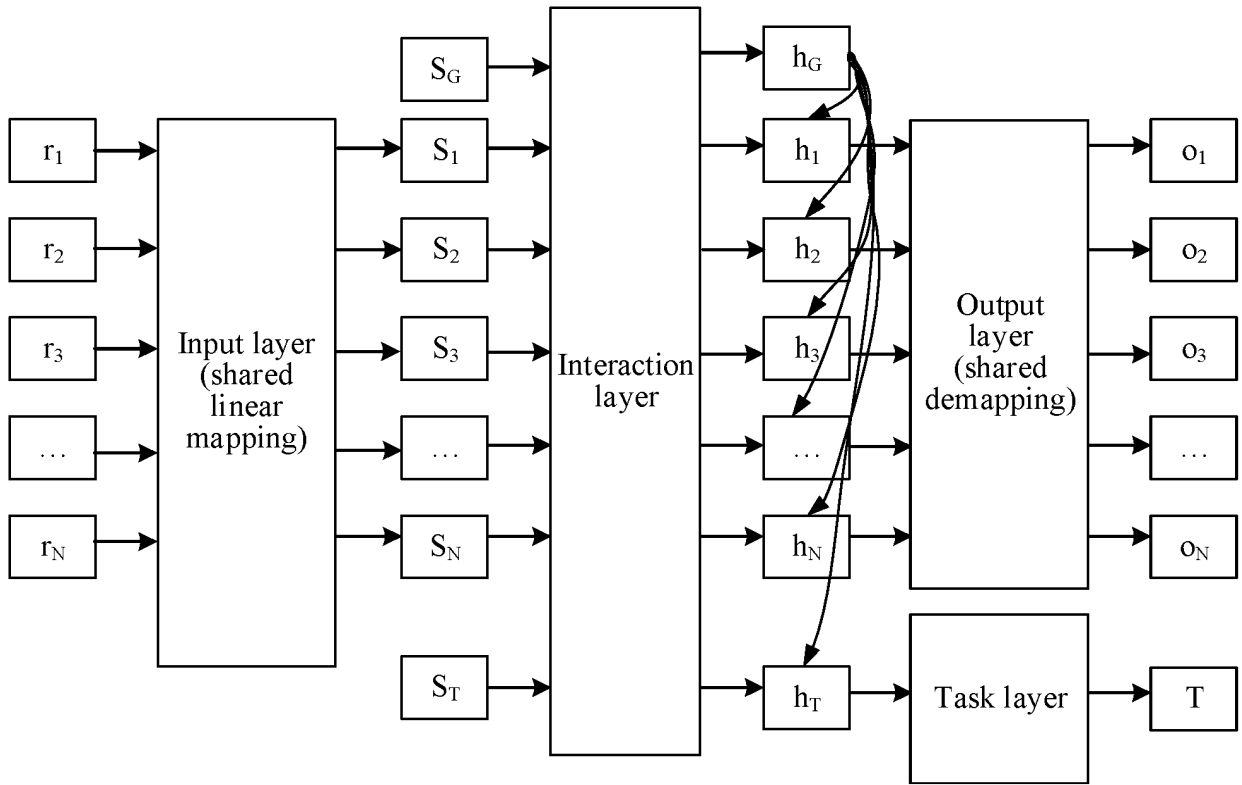 S_G
h_G
r_1
S_1
h_1
o_1
r_2
S_2
h_2
o_2
r_3
Input layer
(shared
linear
mapping)
S_3
Interaction
layer
h_3
Output
layer
(shared
demapping)
o_3
...
...
...
...
r_N
S_N
h_N
o_N
S_T
h_T
Task layer
T